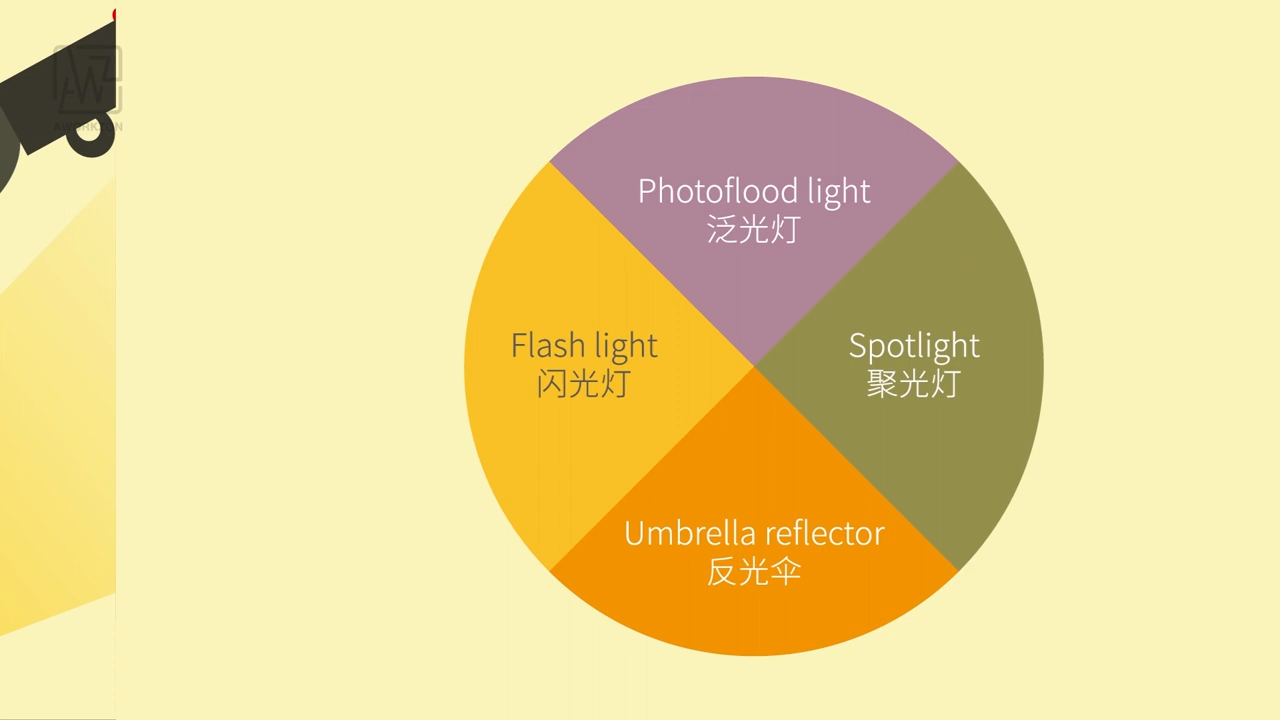 Photoflood light
泛光灯
Flash light
闪光灯
Spotlight
聚光灯
Umbrella reflector
反光伞